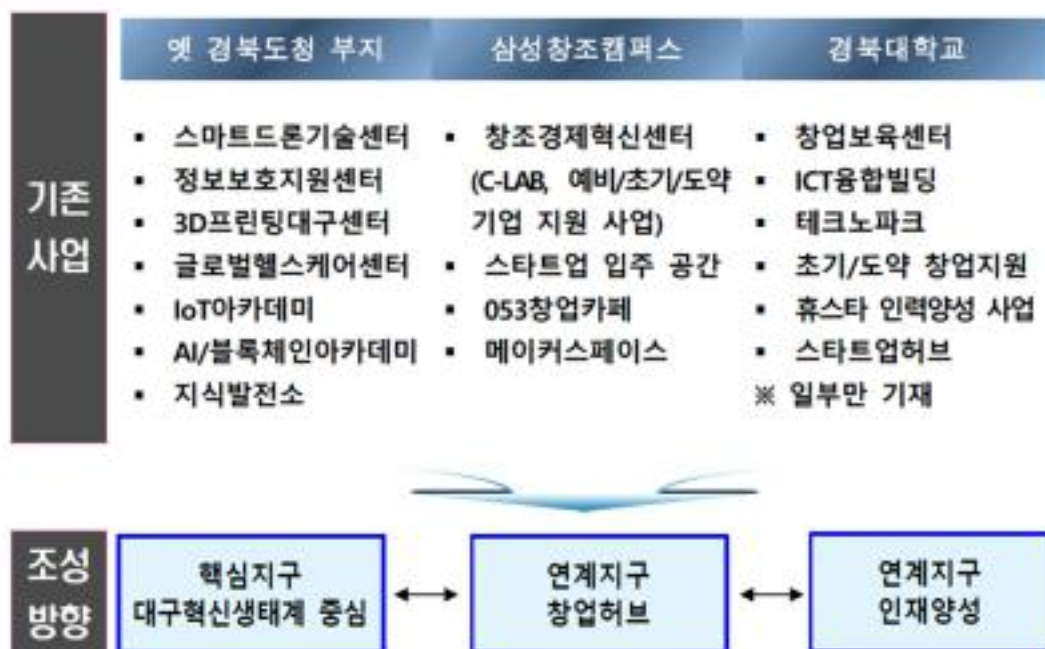 옛 경북도청 부지
삼성창조캠퍼스
경북대학교
기존
사업
▪ 스마트드론기술센터
▪ 정보보호지원센터
▪ 3D프린팅대구센터
▪ 글로벌헬스케어센터
▪ IoT아카데미
▪ AI/블록체인아카데미
▪ 지식발전소
▪ 창조경제혁신센터
(C-LAB, 예비/초기/도약
기업 지원 사업)
▪ 스타트업 입주 공간
▪ 053창업카페
▪ 메이커스페이스
▪ 창업보육센터
▪ ICT융합빌딩
▪ 테크노파크
▪ 초기/도약 창업지원
▪ 휴스타 인력양성 사업
▪ 스타트업허브
※ 일부만 기재
조성
방향
핵심지구
대구혁신생태계 중심
연계지구
창업허브
연계지구
인재양성